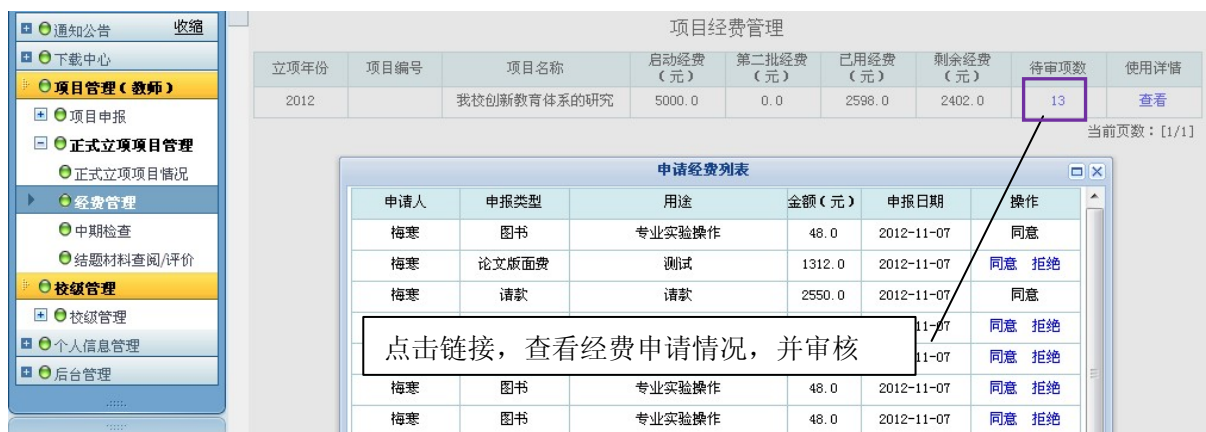 通知公告 收缩
下载中心
项目管理(教师)
项目申报
正式立项项目管理
正式立项项目情况
经费管理
中期检查
结题材料查阅/评价
校级管理
校级管理
个人信息管理
后台管理
项目经费管理
立项年份 项目编号 项目名称 启动经费(元) 第二批经费(元) 已用经费(元) 剩余经费(元) 待审项数 使用详情
2012 我校创新教育体系的研究 5000.0 0.0 2598.0 2402.0 13 查看
当前页数:[1/1]
申请经费列表
申请人 申报类型 用途 金额(元) 申报日期 操作
梅寒 图书 专业实验操作 48.0 2012-11-07 同意
梅寒 论文版面费 测试 1312.0 2012-11-07 同意 拒绝
梅寒 请款 请款 2550.0 2012-11-07 同意
11-07 同意 拒绝
点击链接，查看经费申请情况，并审核
11-07 同意 拒绝
梅寒 图书 专业实验操作 48.0 2012-11-07 同意 拒绝
梅寒 图书 专业实验操作 48.0 2012-11-07 同意 拒绝